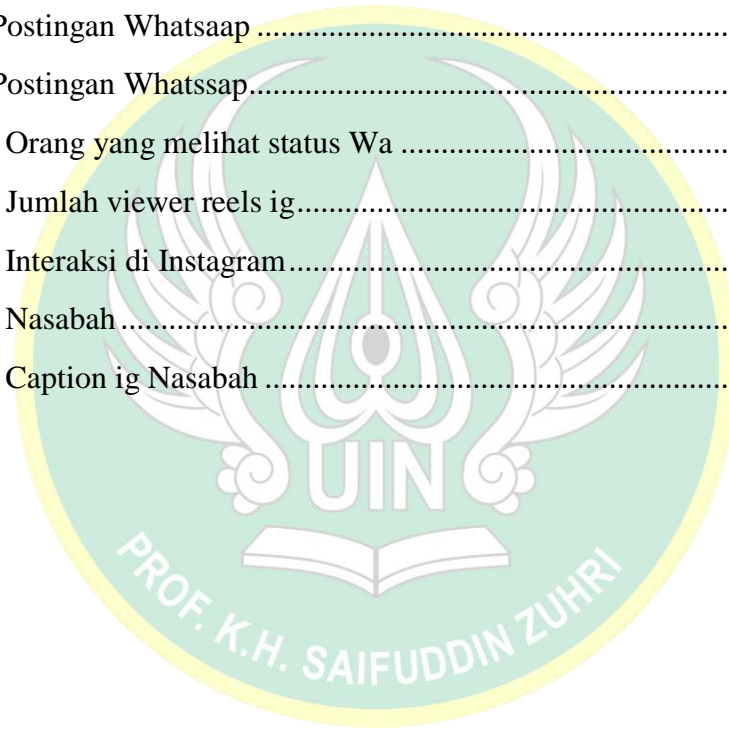 Postingan Whatsaap ......................................................
Postingan Whatssap......................................................
Orang yang melihat status Wa ......................................
Jumlah viewer reels ig....................................................
Interaksi di Instagram.....................................................
Nasabah..........................................................................
Caption ig Nasabah .......................................................
UIN
PROF. K.H. SAIFUDDIN ZUHRI